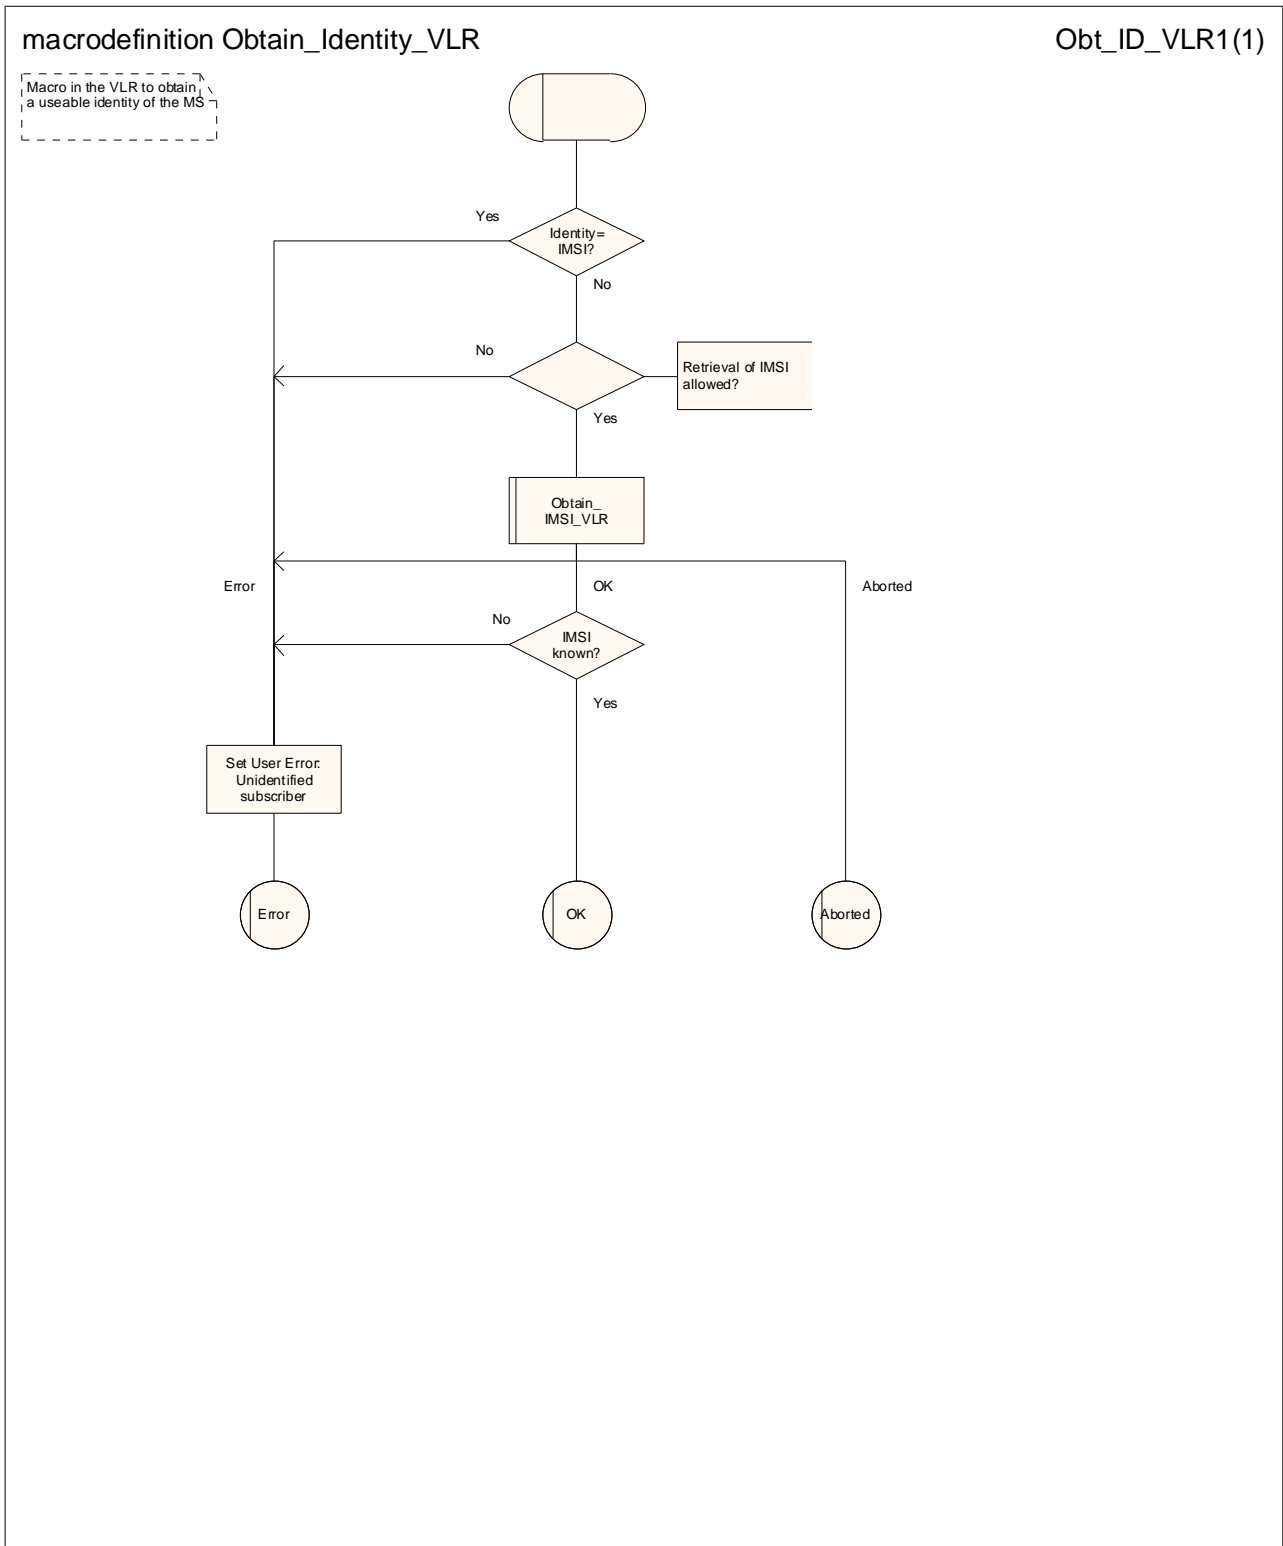 macrodefinition Obtain_Identity_VLR
Obt_ID_VLR1(1)
Macro in the VLR to obtain
a useable identity of the MS
Yes
Identity=
IMSI?
No
No
Retrieval of IMSI
allowed?
Yes
Obtain_
IMSI_VLR
Error
OK
Aborted
No
IMSI
known?
Yes
Set User Error:
Unidentified
subscriber
Error
OK
Aborted